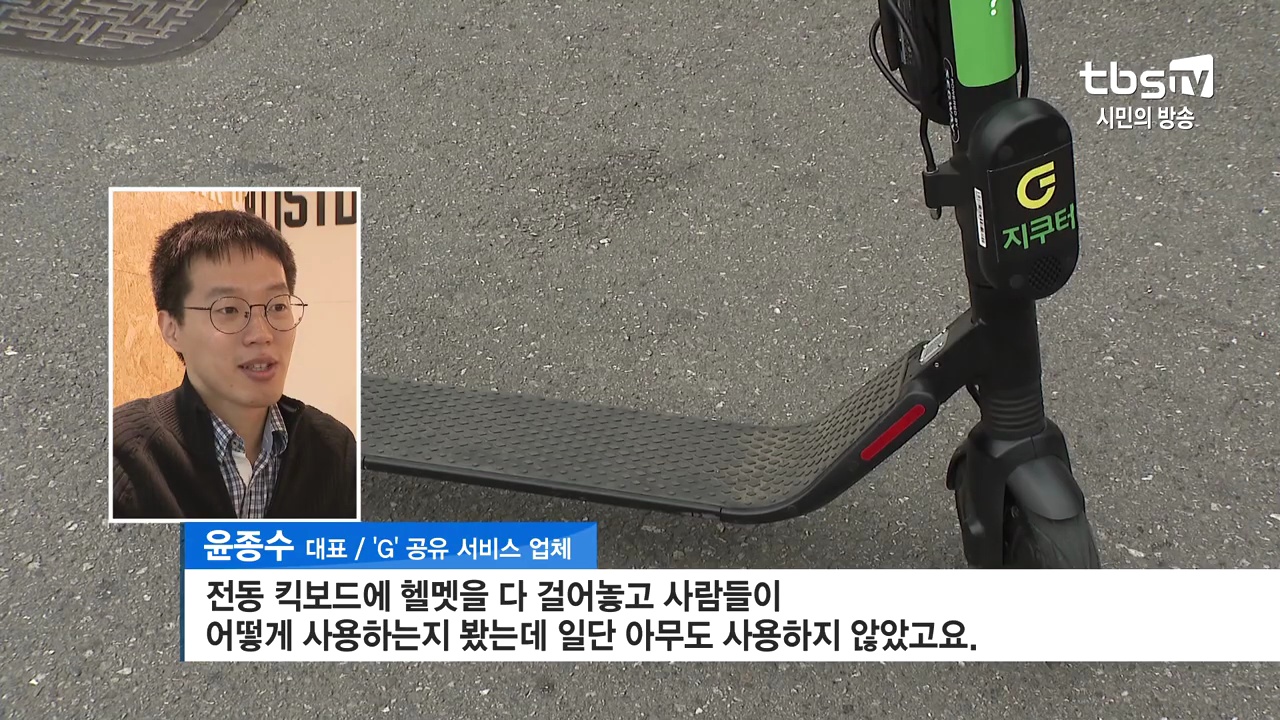 tbsTV
시민의 방송
G
지쿠터
윤종수 대표 / 'G' 공유 서비스 업체
전동 킥보드에 헬멧을 다 걸어놓고 사람들이
어떻게 사용하는지 봤는데 일단 아무도 사용하지 않았고요.